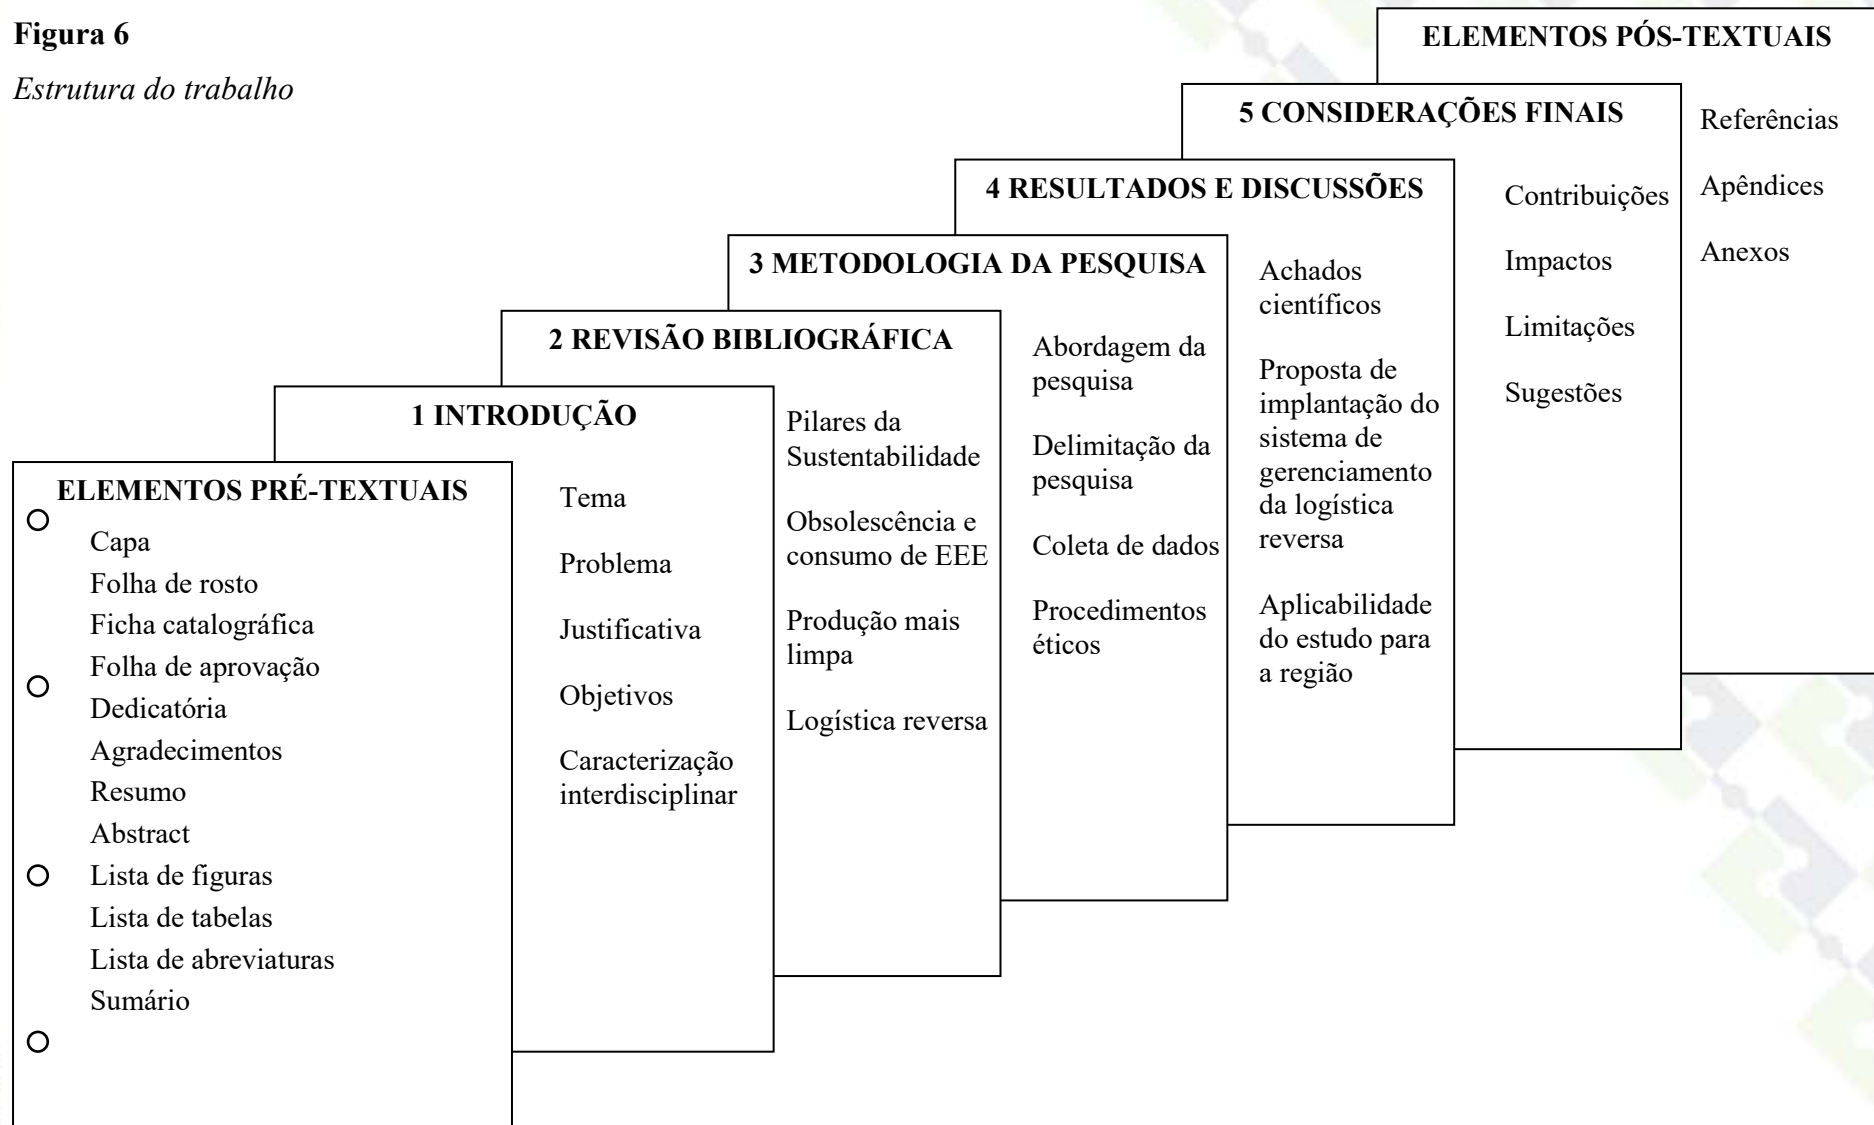 Figura 6
Estrutura do trabalho
ELEMENTOS PRÉ-TEXTUAIS
Capa
Folha de rosto
Ficha catalográfica
Folha de aprovação
Dedicatória
Agradecimentos
Resumo
Abstract
Lista de figuras
Lista de tabelas
Lista de abreviaturas
Sumário
1 INTRODUÇÃO
Tema
Problema
Justificativa
Objetivos
Caracterização
interdisciplinar
2 REVISÃO BIBLIOGRÁFICA
Pilares da
Sustentabilidade
Obsolescência e
consumo de EEE
Produção mais
limpa
Logística reversa
3 METODOLOGIA DA PESQUISA
Abordagem da
pesquisa
Delimitação da
pesquisa
Coleta de dados
Procedimentos
éticos
4 RESULTADOS E DISCUSSÕES
Achados
científicos
Proposta de
implantação do
sistema de
gerenciamento
da logística
reversa
Aplicabilidade
do estudo para
a região
5 CONSIDERAÇÕES FINAIS
Contribuições
Impactos
Limitações
Sugestões
ELEMENTOS PÓS-TEXTUAIS
Referências
Apêndices
Anexos